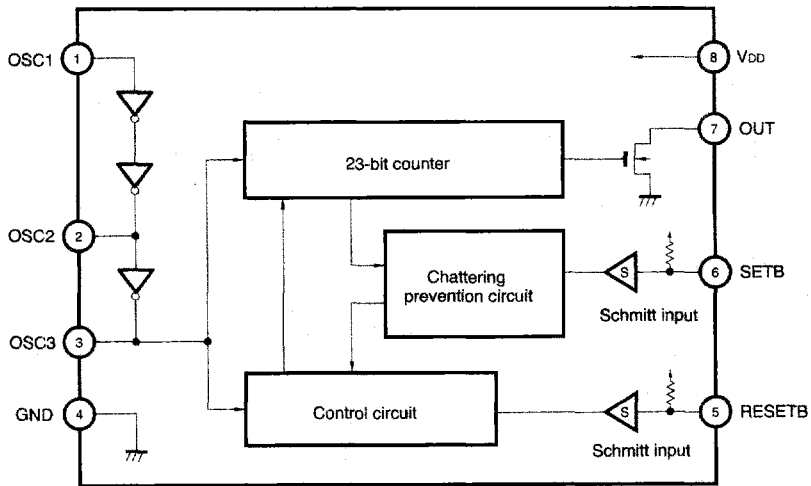 OSC1
1
8
VDD
7
OUT
23-bit counter
OSC2
2
Chattering
prevention circuit
S
6
SETB
Schmitt input
OSC3
3
GND
4
Control circuit
S
5
RESETB
Schmitt input